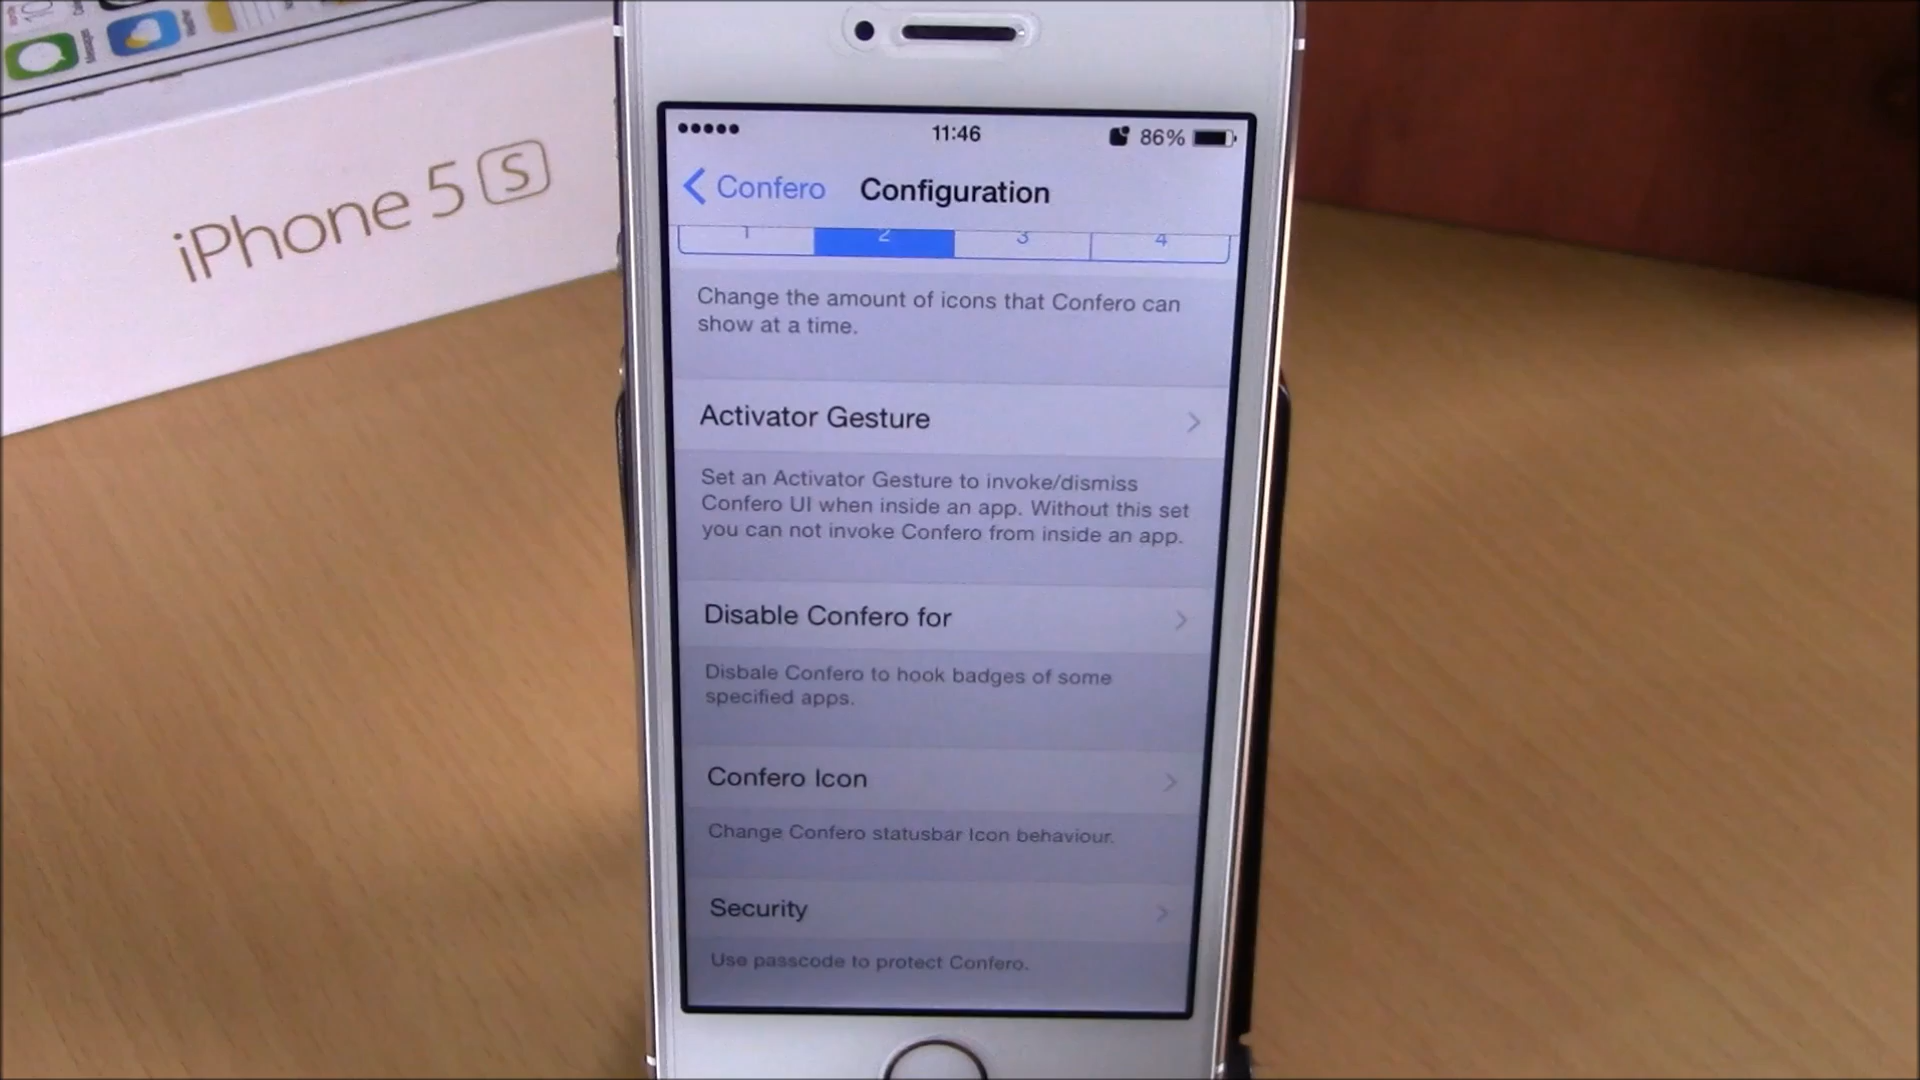 Messages
Weather
iPhone 5 S
11:46
86%
Confero
Configuration
1 2 3 4
Change the amount of icons that Confero can
show at a time.
Activator Gesture
Set an Activator Gesture to invoke/dismiss
Confero UI when inside an app. Without this set
you can not invoke Confero from inside an app.
Disable Confero for
Disbale Confero to hook badges of some
specified apps.
Confero Icon
Change Confero statusbar Icon behaviour.
Security
Use passcode to protect Confero.